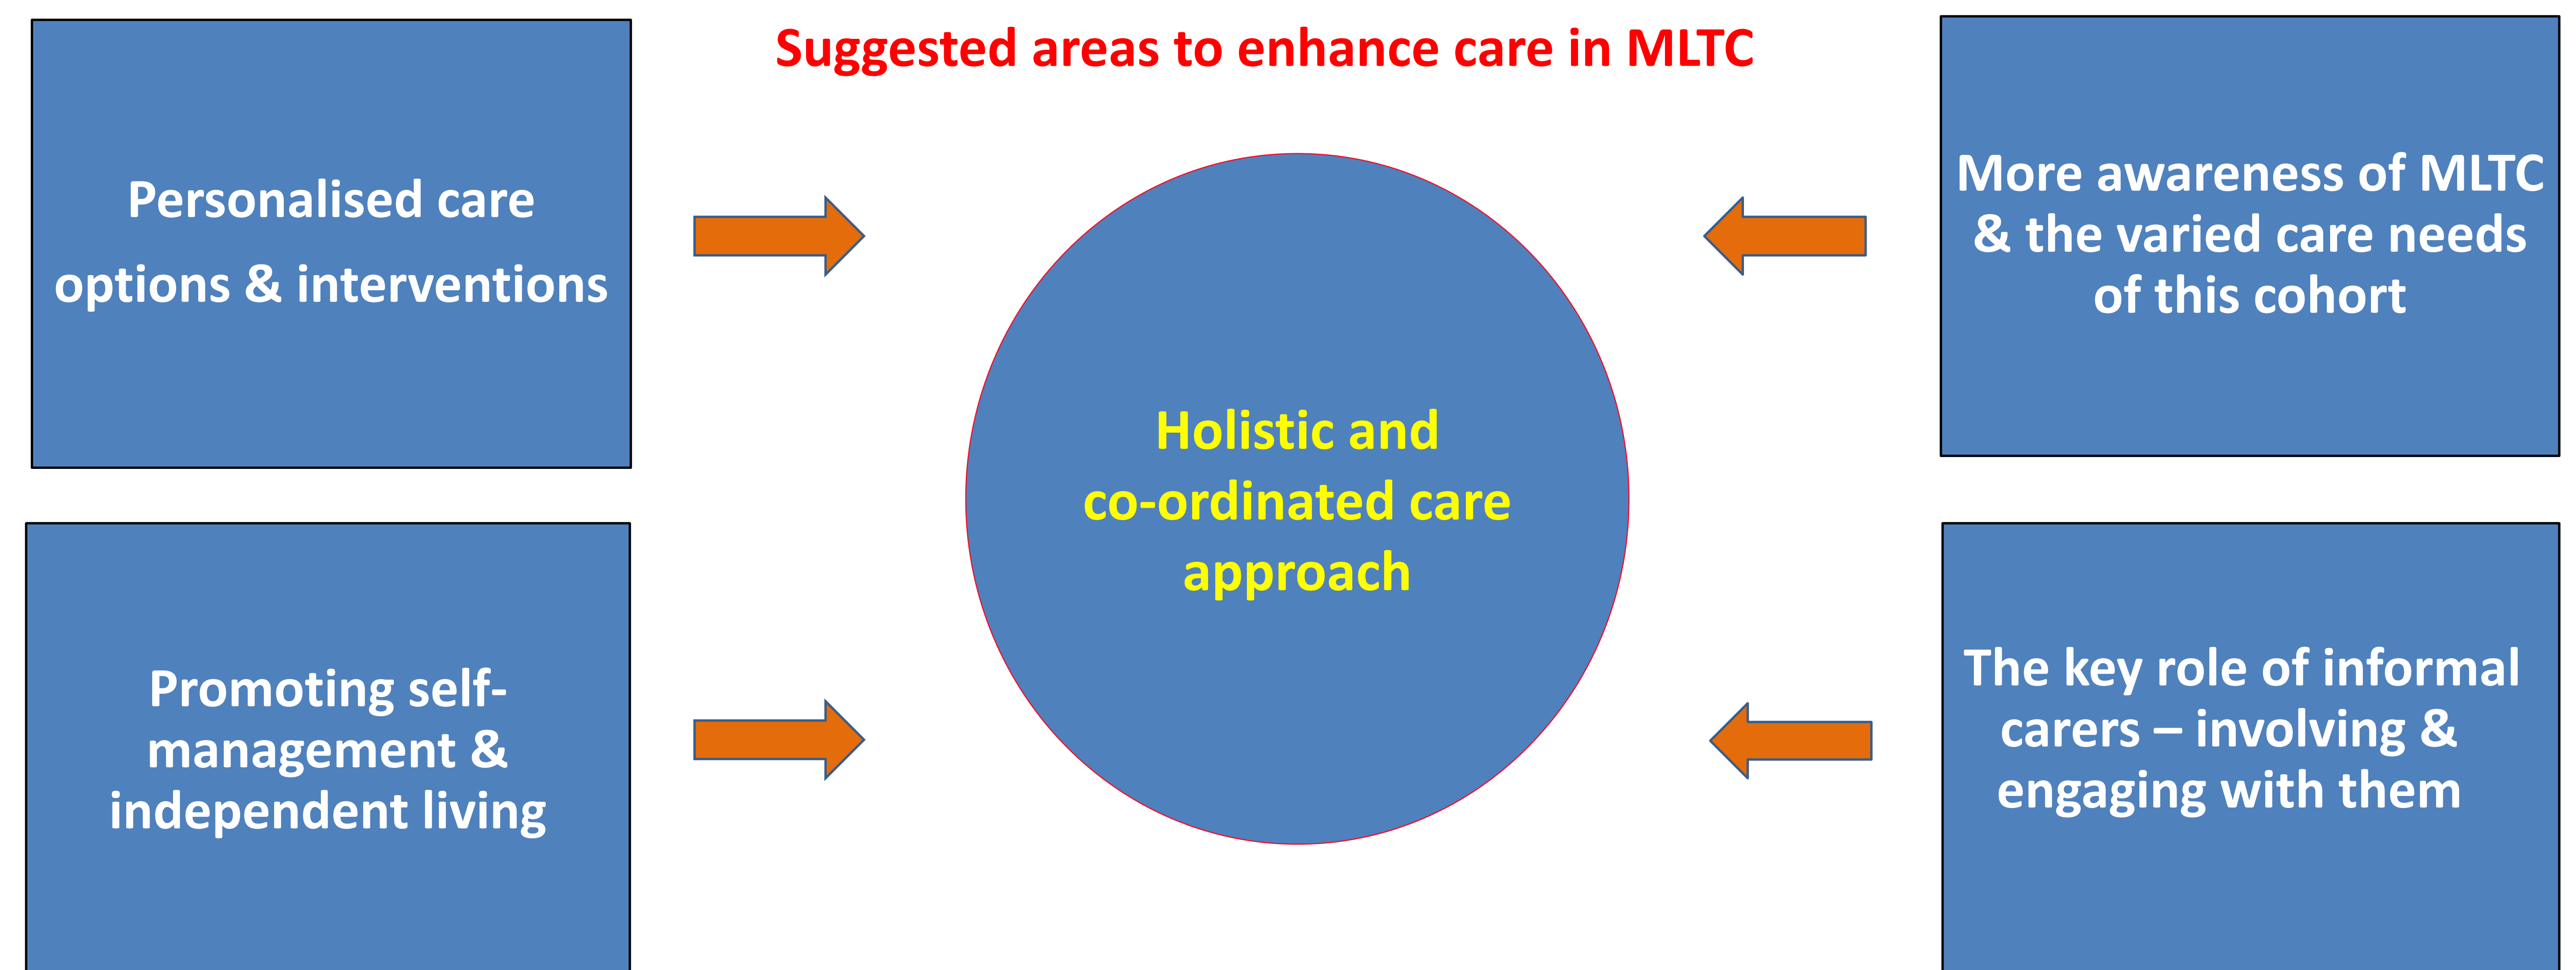 Suggested areas to enhance care in MLTC
Personalised care
options & interventions
More awareness of MLTC
& the varied care needs
of this cohort
Holistic and
co-ordinated care
approach
Promoting self-
management &
independent living
The key role of informal
carers – involving &
engaging with them